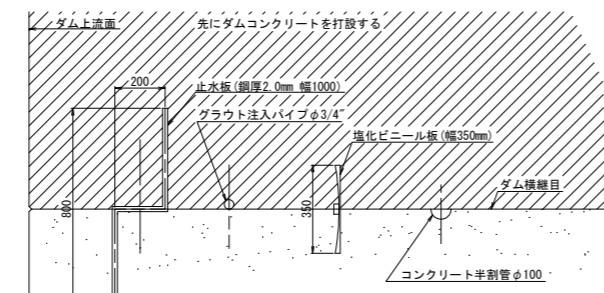 ダム上流面
先にダムコンクリートを打設する
200
止水板(鋼厚2.0mm 幅1000)
グラウト注入パイプφ3/4"
塩化ビニール板(幅350mm)
ダム横継目
800
350
コンクリート半割管φ100